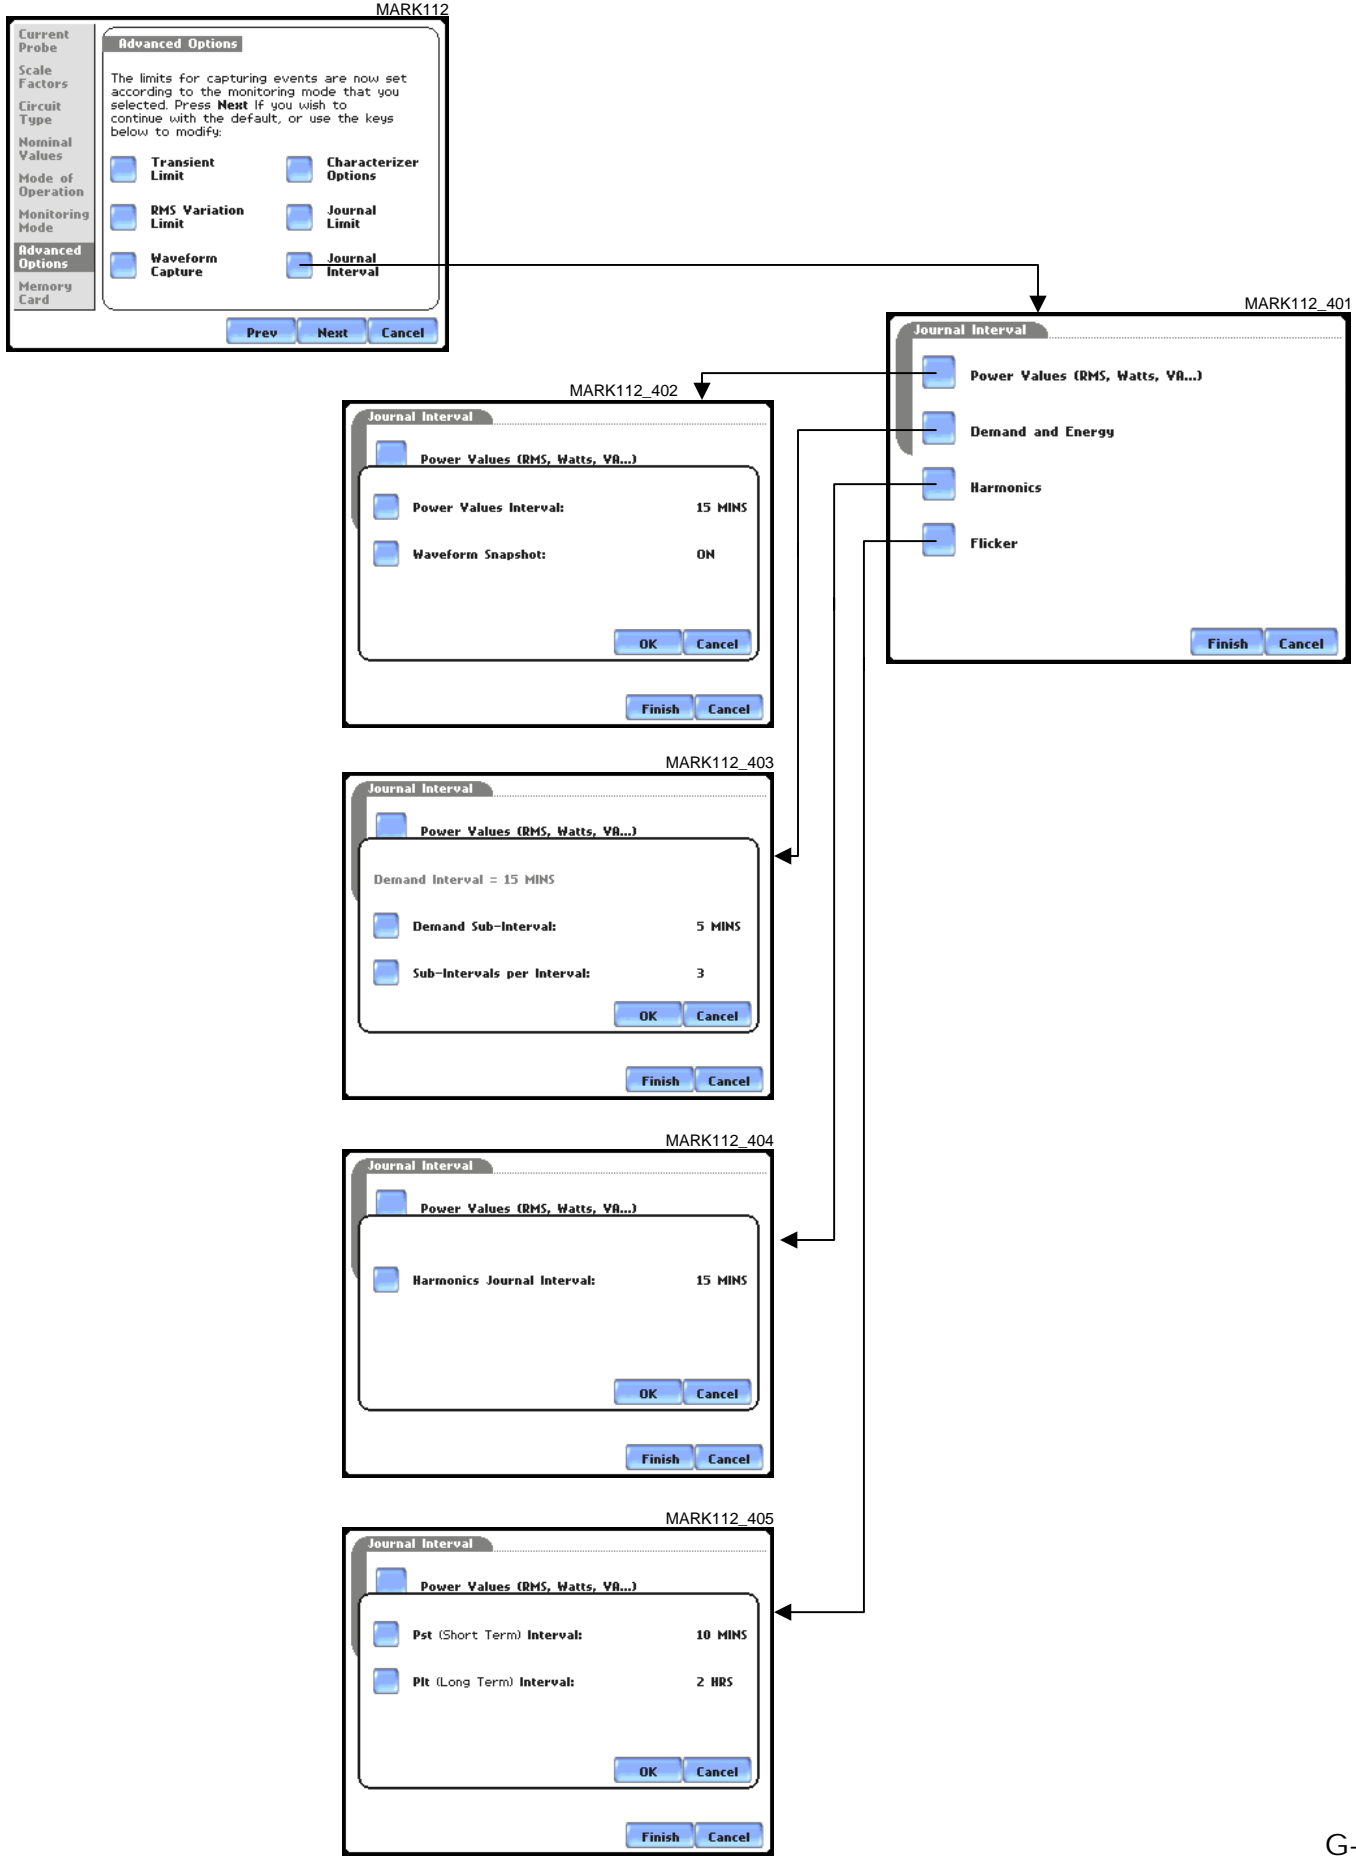 MARK112
Current
Probe
Scale
Factors
Circuit
Type
Nominal
Values
Mode of
Operation
Monitoring
Mode
Advanced
Options
Memory
Card
Advanced Options
The limits for capturing events are now set
according to the monitoring mode that you
selected. Press Next If you wish to
continue with the default, or use the keys
below to modify:
Transient
Limit
Characterizer
Options
RMS Variation
Limit
Journal
Limit
Waveform
Capture
Journal
Interval
Prev Next Cancel
MARK112_401
Journal Interval
Power Values (RMS, Watts, VA...)
Demand and Energy
Harmonics
Flicker
Finish Cancel
MARK112_402
Journal Interval
Power Values (RMS, Watts, VA...)
Power Values Interval: 15 MINS
Waveform Snapshot: ON
OK Cancel
Finish Cancel
MARK112_403
Journal Interval
Power Values (RMS, Watts, VA...)
Demand Interval = 15 MINS
Demand Sub-Interval: 5 MINS
Sub-Intervals per Interval: 3
OK Cancel
Finish Cancel
MARK112_404
Journal Interval
Power Values (RMS, Watts, VA...)
Harmonics Journal Interval: 15 MINS
OK Cancel
Finish Cancel
MARK112_405
Journal Interval
Power Values (RMS, Watts, VA...)
Pst (Short Term) Interval: 10 MINS
Plt (Long Term) Interval: 2 HRS
OK Cancel
Finish Cancel
G-